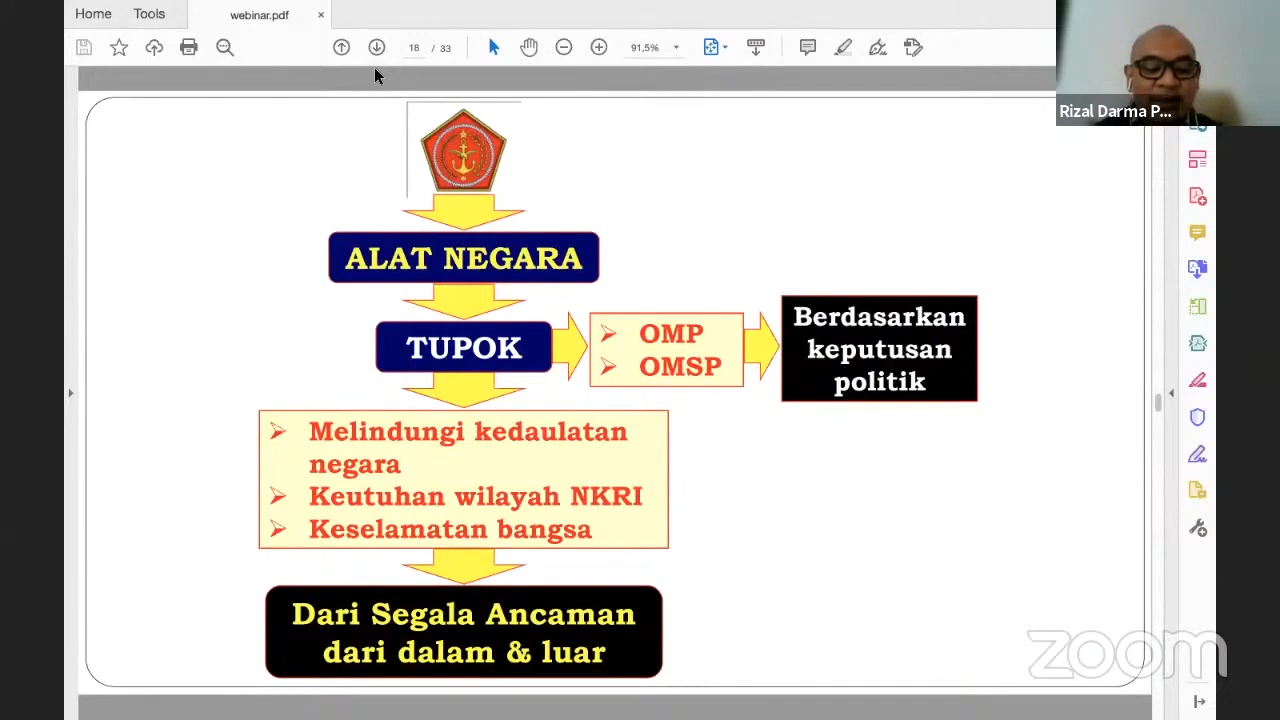 Home Tools webinar.pdf ×
18 / 33 91,5%
Rizal Darma P...
ALAT NEGARA
TUPOK
➢ OMP
➢ OMSP
Berdasarkan
keputusan
politik
➢ Melindungi kedaulatan
negara
➢ Keutuhan wilayah NKRI
➢ Keselamatan bangsa
Dari Segala Ancaman
dari dalam & luar
zoom